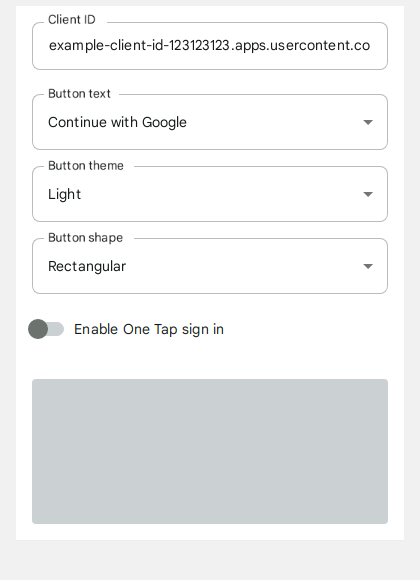 Client ID
example-client-id-123123123.apps.usercontent.co
Button text
Continue with Google
Button theme
Light
Button shape
Rectangular
Enable One Tap sign in